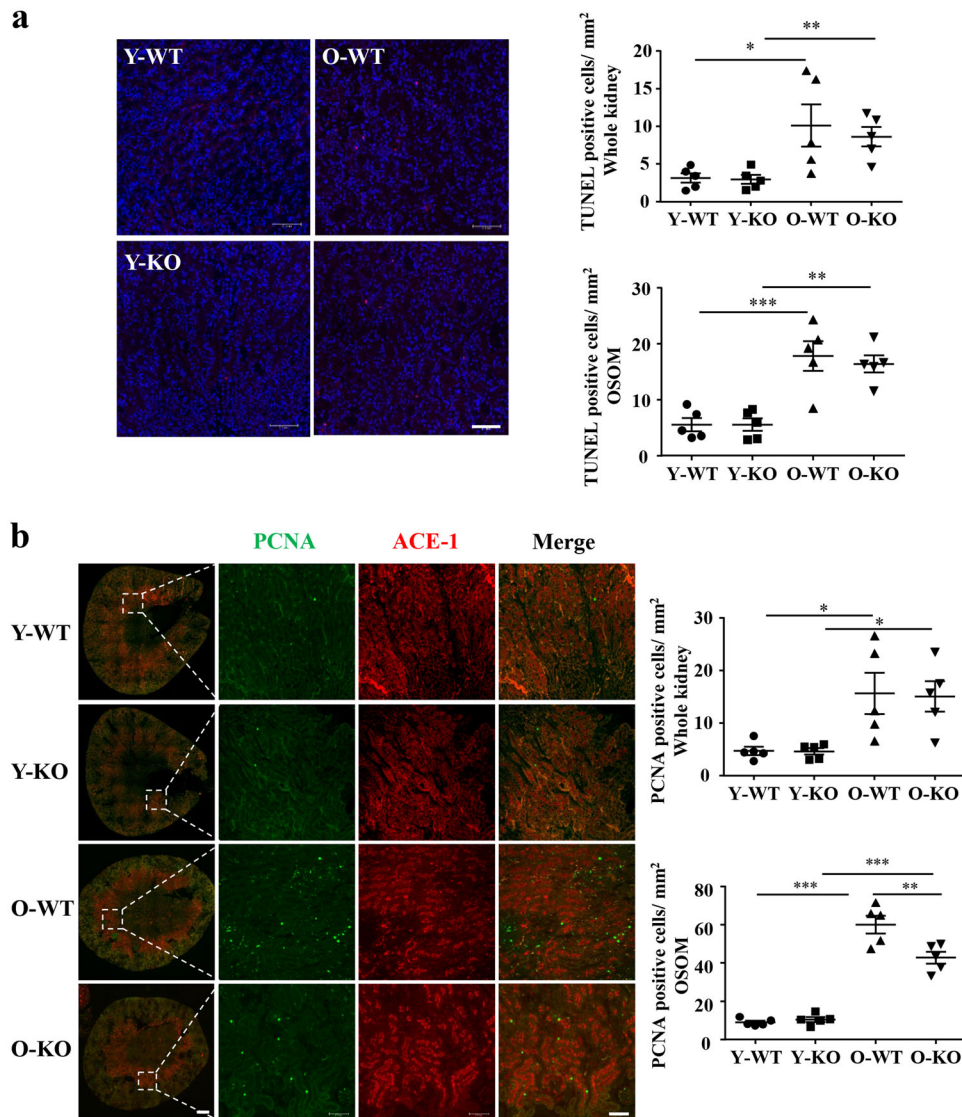 a
Y-WT
O-WT
Y-KO
TUNEL positive cells/ mm²
Whole kidney
20
15
10
5
0
*
**
Y-WT Y-KO O-WT O-KO
TUNEL positive cells/ mm²
OSOM
30
20
10
0
***
**
Y-WT Y-KO O-WT O-KO
b
PCNA ACE-1 Merge
Y-WT
Y-KO
O-WT
O-KO
PCNA positive cells/ mm²
Whole kidney
30
20
10
0
*
*
Y-WT Y-KO O-WT O-KO
PCNA positive cells/ mm²
OSOM
80
60
40
20
0
***
***
**
Y-WT Y-KO O-WT O-KO